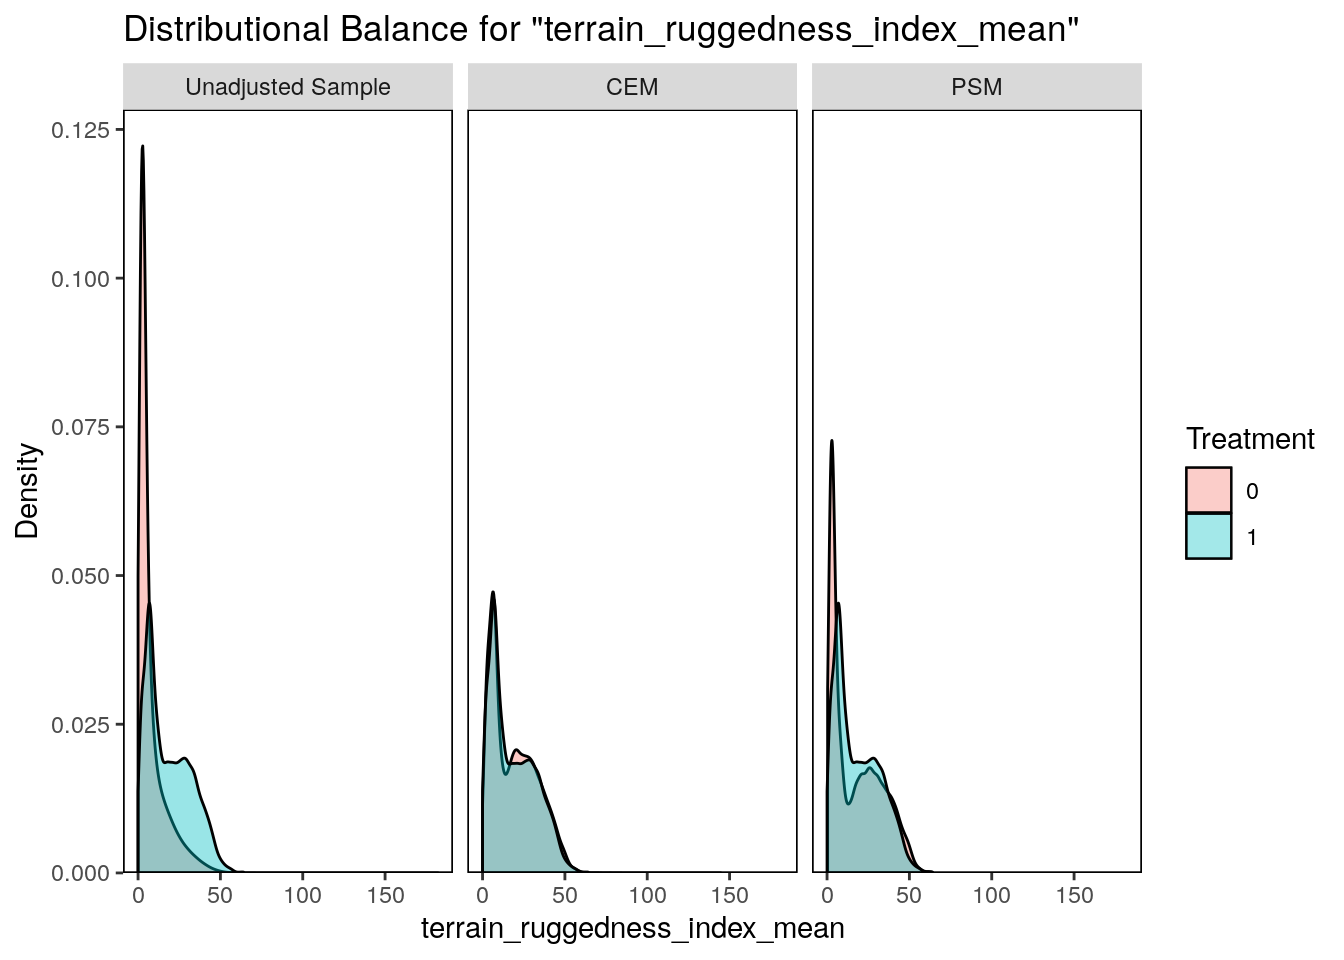 Distributional Balance for "terrain_ruggedness_index_mean"
Unadjusted Sample
CEM
PSM
Density
0.125
0.100
0.075
0.050
0.025
0.000
0 50 100 150
0 50 100 150
0 50 100 150
terrain_ruggedness_index_mean
Treatment
0
1